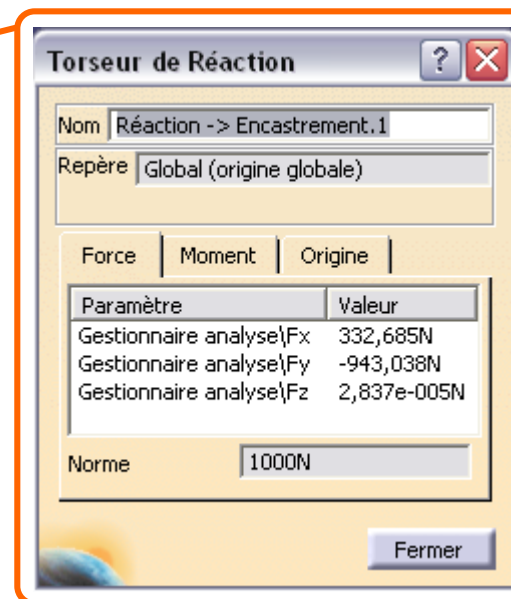 Torseur de Réaction
Nom Réaction -> Encastrement.1
Repère Global (origine globale)
Force Moment Origine
Paramètre Valeur
Gestionnaire analyse\Fx 332,685N
Gestionnaire analyse\Fy -943,038N
Gestionnaire analyse\Fz 2,837e-005N
Norme 1000N
Fermer